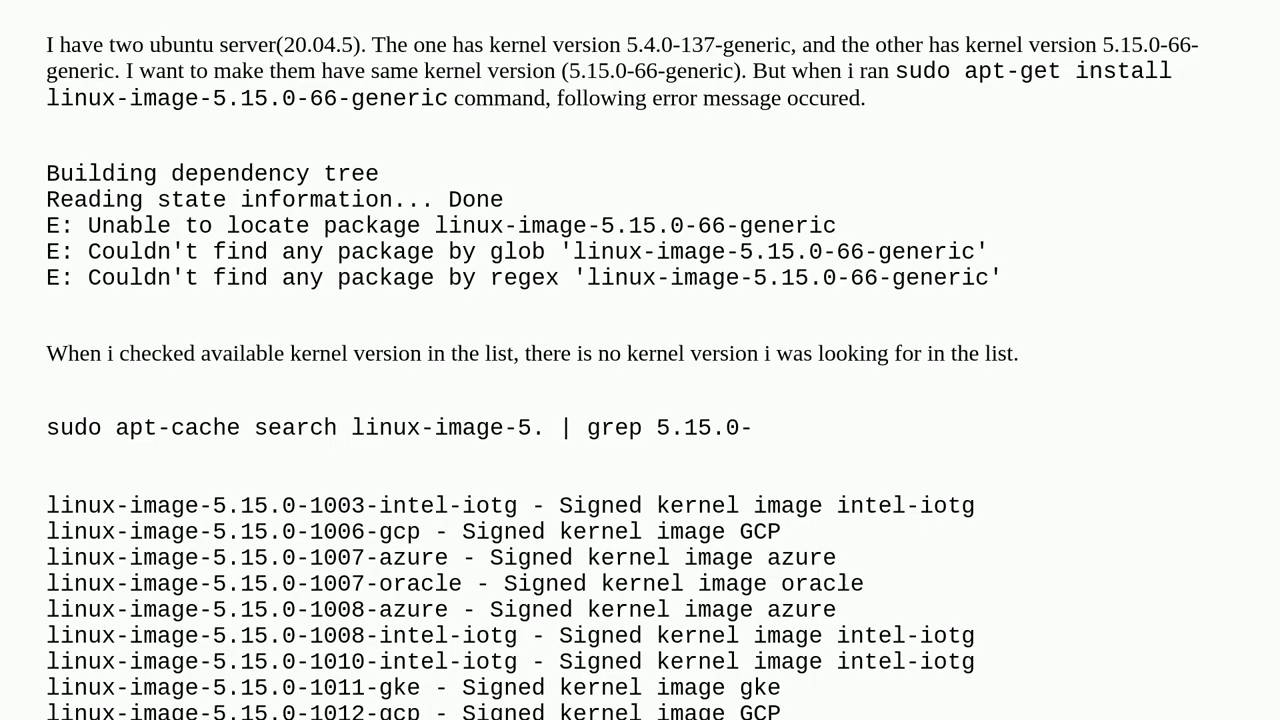 I have two ubuntu server(20.04.5). The one has kernel version 5.4.0-137-generic, and the other has kernel version 5.15.0-66-
generic. I want to make them have same kernel version (5.15.0-66-generic). But when i ran sudo apt-get install
linux-image-5.15.0-66-generic command, following error message occured.
Building dependency tree
Reading state information... Done
E: Unable to locate package linux-image-5.15.0-66-generic
E: Couldn't find any package by glob 'linux-image-5.15.0-66-generic'
E: Couldn't find any package by regex 'linux-image-5.15.0-66-generic'
When i checked available kernel version in the list, there is no kernel version i was looking for in the list.
sudo apt-cache search linux-image-5. | grep 5.15.0-
linux-image-5.15.0-1003-intel-iotg - Signed kernel image intel-iotg
linux-image-5.15.0-1006-gcp - Signed kernel image GCP
linux-image-5.15.0-1007-azure - Signed kernel image azure
linux-image-5.15.0-1007-oracle - Signed kernel image oracle
linux-image-5.15.0-1008-azure - Signed kernel image azure
linux-image-5.15.0-1008-intel-iotg - Signed kernel image intel-iotg
linux-image-5.15.0-1010-intel-iotg - Signed kernel image intel-iotg
linux-image-5.15.0-1011-gke - Signed kernel image gke
linux-image-5.15.0-1012-gcp - Signed kernel image GCP